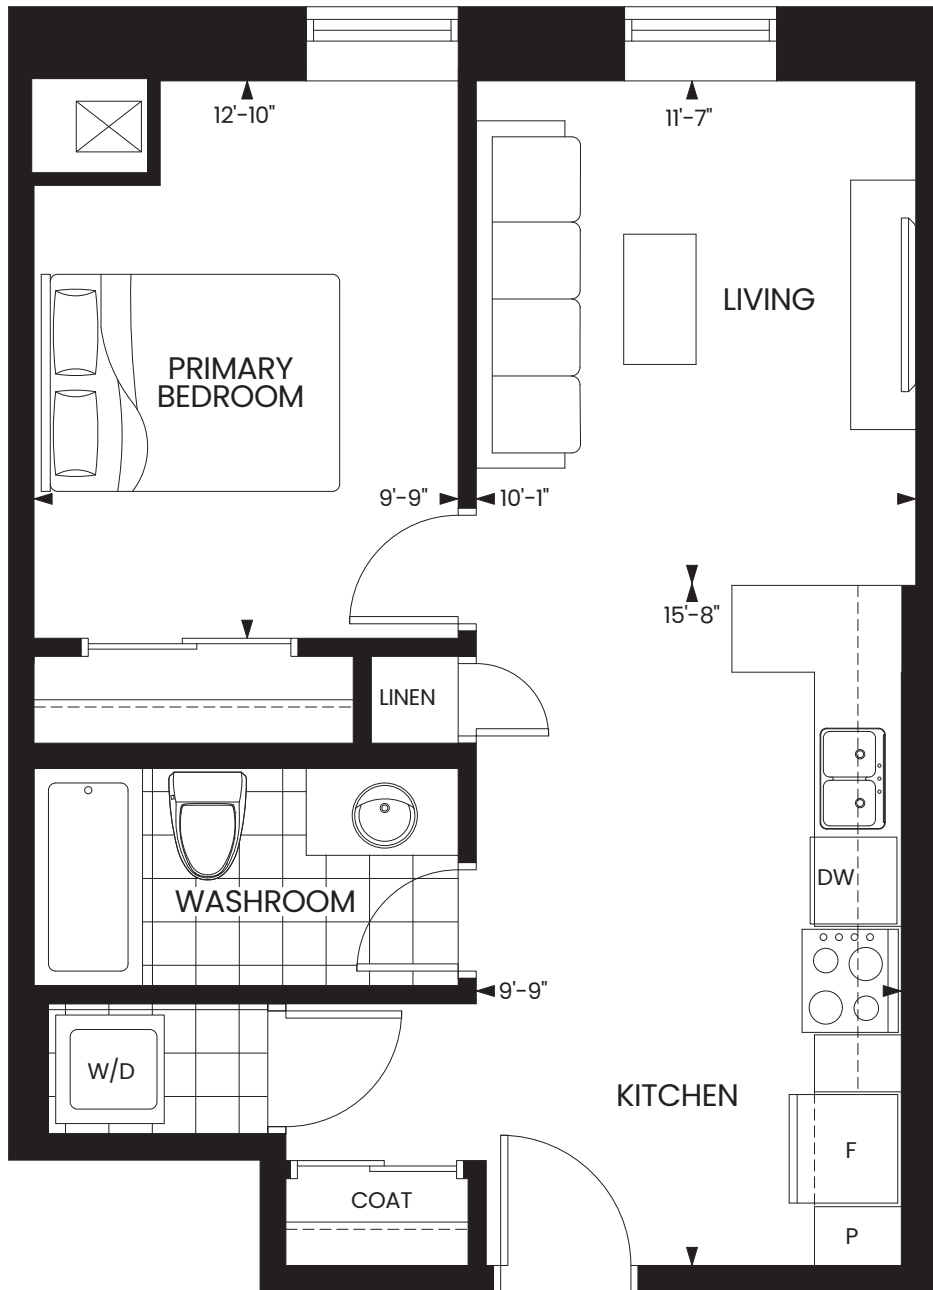 12'-10"
11'-7"
LIVING
PRIMARY
BEDROOM
9'-9"
10'-1"
15'-8"
LINEN
DW
WASHROOM
9'-9"
W/D
KITCHEN
F
COAT
P